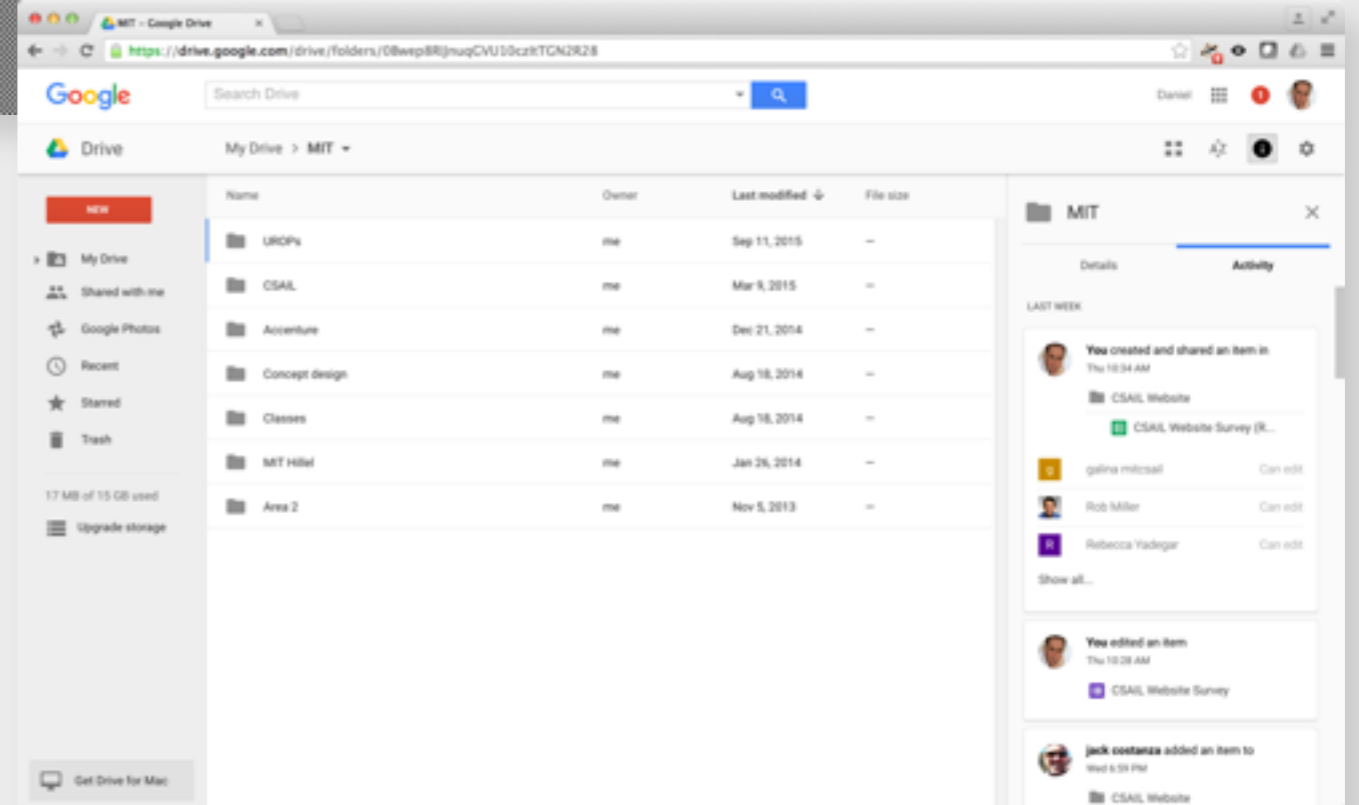 MIT - Google Drive
https://drive.google.com/drive/folders/
Google
Search Drive
Daniel
Drive
My Drive > MIT
NEW
My Drive
Shared with me
Google Photos
Recent
Starred
Trash
17 MB of 15 GB used
Upgrade storage
Get Drive for Mac
Name Owner Last modified File size
UROPs me Sep 11, 2015 —
CSAIL me Mar 9, 2015 —
Accenture me Dec 21, 2014 —
Concept design me Aug 18, 2014 —
Classes me Aug 18, 2014 —
MIT Hillel me Jan 26, 2014 —
Area 2 me Nov 5, 2013 —
MIT
Details Activity
LAST WEEK
You created and shared an item in
Thu 10:34 AM
CSAIL Website
CSAIL Website Survey (R...
g galina mitcsail Can edit
Rob Miller Can edit
R Rebecca Yadegar Can edit
Show all...
You edited an item
Thu 10:28 AM
CSAIL Website Survey
jack costanza added an item to
Wed 6:59 PM
CSAIL Website